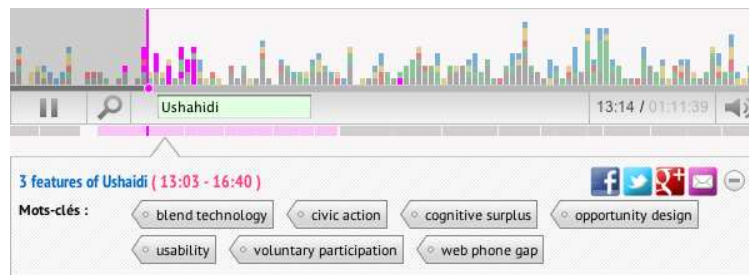 Ushahidi 13:14 / 01:11:39
3 features of Ushaidi ( 13:03 - 16:40 )
Mots-clés : blend technology civic action cognitive surplus opportunity design
usability voluntary participation web phone gap